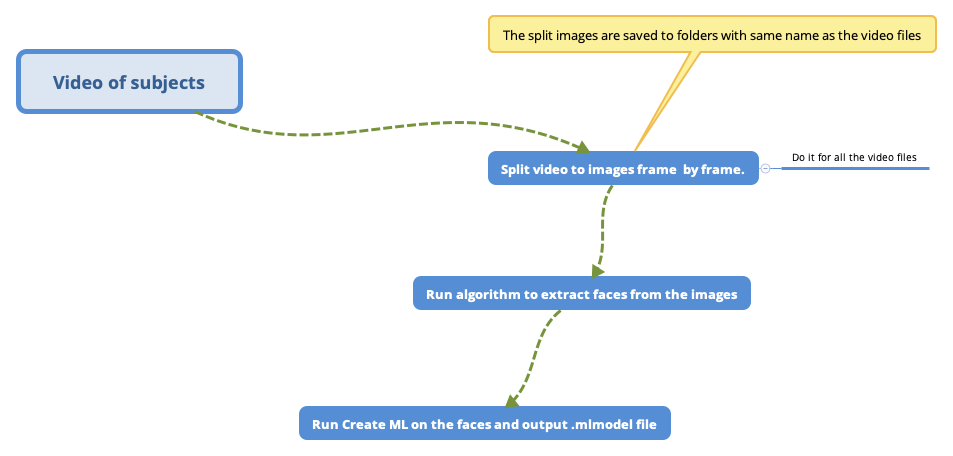 The split images are saved to folders with same name as the video files
Video of subjects
Split video to images frame  by frame.
Do it for all the video files
Run algorithm to extract faces from the images
Run Create ML on the faces and output .mlmodel file